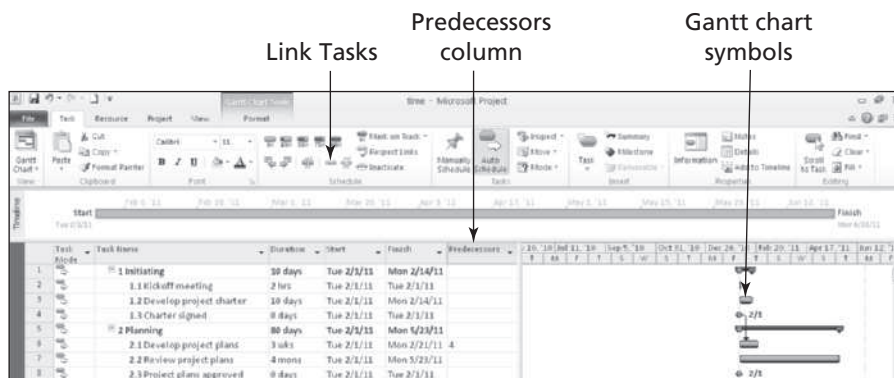 Predecessors Gantt chart
Link Tasks column symbols
time - Microsoft Project
File Task Resource Project View Format
Cut
Copy
Format Painter
Gantt Chart
Paste
Calibri 11
B I U
Mark on Track
Respect Links
Inactivate
Manually Schedule
Auto Schedule
Inspect
Move
Mode
Task
Summary
Milestone
Deliverable
Information
Notes
Details
Add to Timeline
Scroll to Task
Find
Clear
Fill
View Clipboard Font Schedule Tasks Insert Properties Editing
Timeline
Start
Tue 2/1/11
Finish
Task Mode Task Name Duration Start Finish Predecessors
1 1 Initiating 10 days Tue 2/1/11 Mon 2/14/11
2 1.1 Kickoff meeting 2 hrs Tue 2/1/11 Tue 2/1/11
3 1.2 Develop project charter 10 days Tue 2/1/11 Mon 2/14/11
4 1.3 Charter signed 0 days Tue 2/1/11 Tue 2/1/11 2/1
5 2 Planning 80 days Tue 2/1/11 Mon 5/23/11
6 2.1 Develop project plans 3 wks Tue 2/1/11 Mon 2/21/11 4
7 2.2 Review project plans 4 mons Tue 2/1/11 Mon 5/23/11
8 2.3 Project plans approved 0 days Tue 2/1/11 Tue 2/1/11 2/1